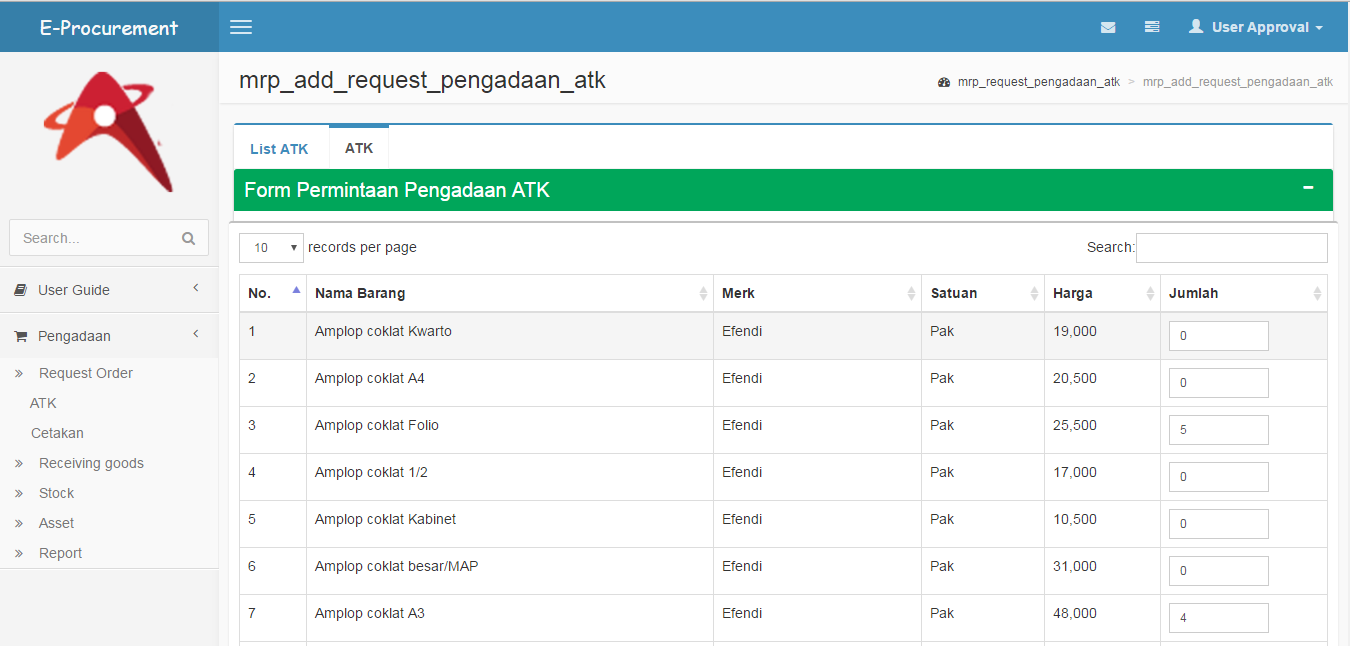 E-Procurement
User Approval
mrp_add_request_pengadaan_atk
mrp_request_pengadaan_atk > mrp_add_request_pengadaan_atk
Search...
User Guide
Pengadaan
» Request Order
ATK
Cetakan
» Receiving goods
» Stock
» Asset
» Report
List ATK ATK
Form Permintaan Pengadaan ATK
10 records per page Search:
No. Nama Barang Merk Satuan Harga Jumlah
1 Amplop coklat Kwarto Efendi Pak 19,000 0
2 Amplop coklat A4 Efendi Pak 20,500 0
3 Amplop coklat Folio Efendi Pak 25,500 5
4 Amplop coklat 1/2 Efendi Pak 17,000 0
5 Amplop coklat Kabinet Efendi Pak 10,500 0
6 Amplop coklat besar/MAP Efendi Pak 31,000 0
7 Amplop coklat A3 Efendi Pak 48,000 4